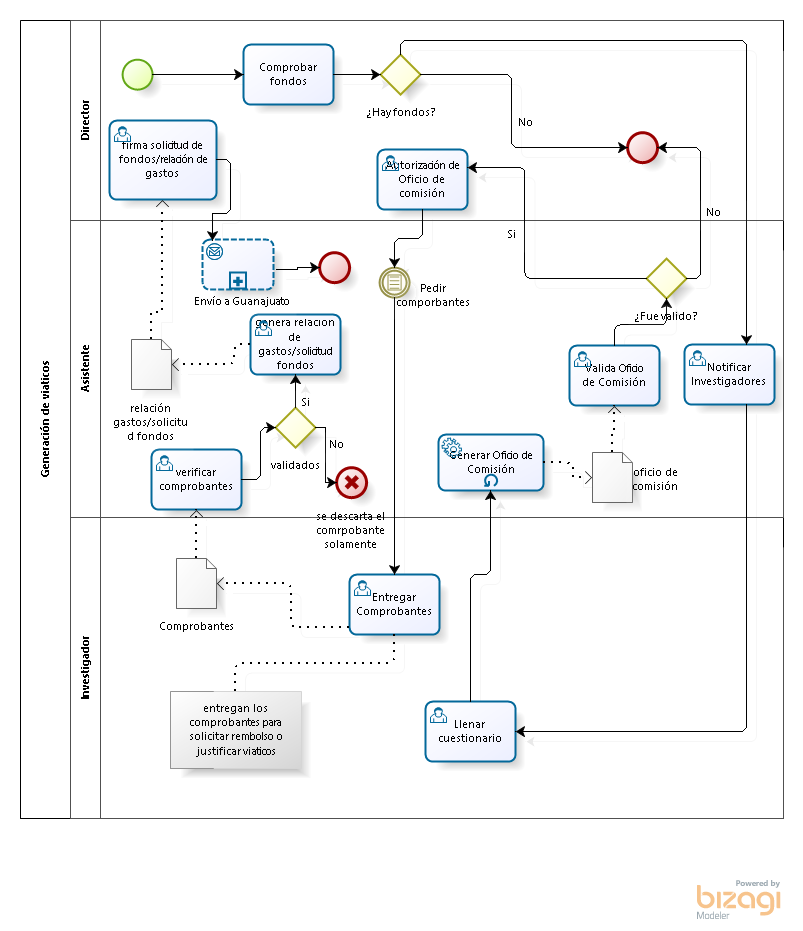 Generación de viaticos
Director
Comprobar
fondos
¿Hay fondos?
No
firma solicitud de
fondos/relación de
gastos
Autorización de
Oficio de
comisión
No
Si
Asistente
Envío a Guanajuato
Pedir
comporbantes
¿Fue valido?
genera relación
de
gastos/solicitud
fondos
Valida Oficio
de Comisión
Notificar
Investigadores
relación
gastos/solicitu
d fondos
Si
No
validados
verificar
comprobantes
Generar Oficio de
Comisión
oficio de
comisión
se descarta el
comrpobante
solamente
Investigador
Comprobantes
Entregar
Comprobantes
entregan los
comprobantes para
solicitar rembolso o
justificar viaticos
Llenar
cuestionario
Powered by
bizagi
Modeler